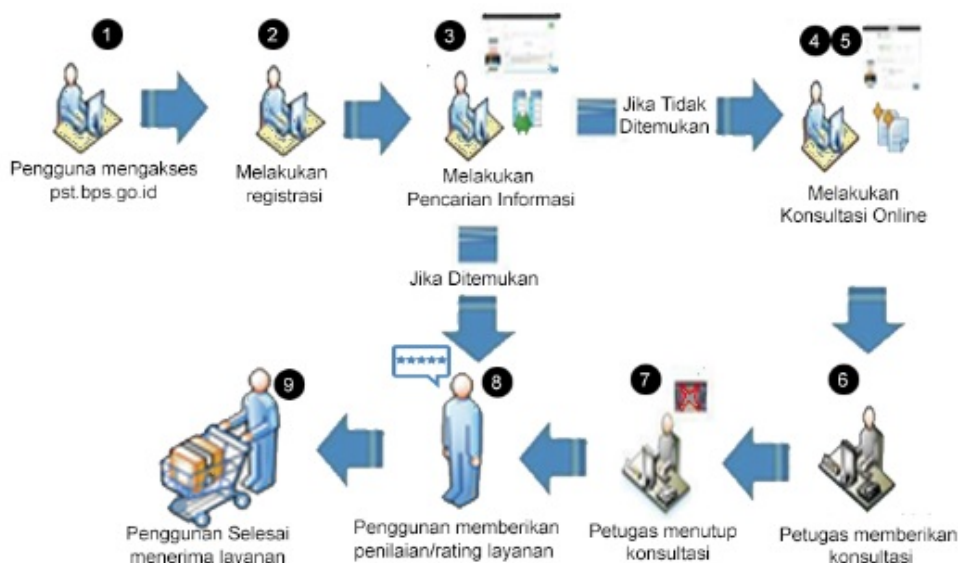 1
Pengguna mengakses
pst.bps.go.id
2
Melakukan
registrasi
3
Melakukan
Pencarian Informasi
Jika Tidak
Ditemukan
4 5
Melakukan
Konsultasi Online
Jika Ditemukan
6
Petugas memberikan
konsultasi
7
Petugas menutup
konsultasi
*****
8
Penggunan memberikan
penilaian/rating layanan
9
Penggunan Selesai
menerima layanan